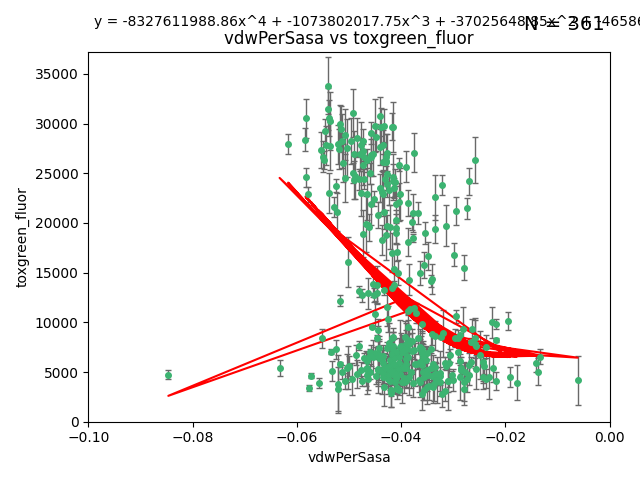 y = -8327611988.86x^4 + -1073802017.75x^3 + -37025648
N = 361
vdwPerSasa vs toxgreen_fluor
35000
30000
25000
20000
15000
10000
5000
0
toxgreen_fluor
−0.10 −0.08 −0.06 −0.04 −0.02 0.00
vdwPerSasa